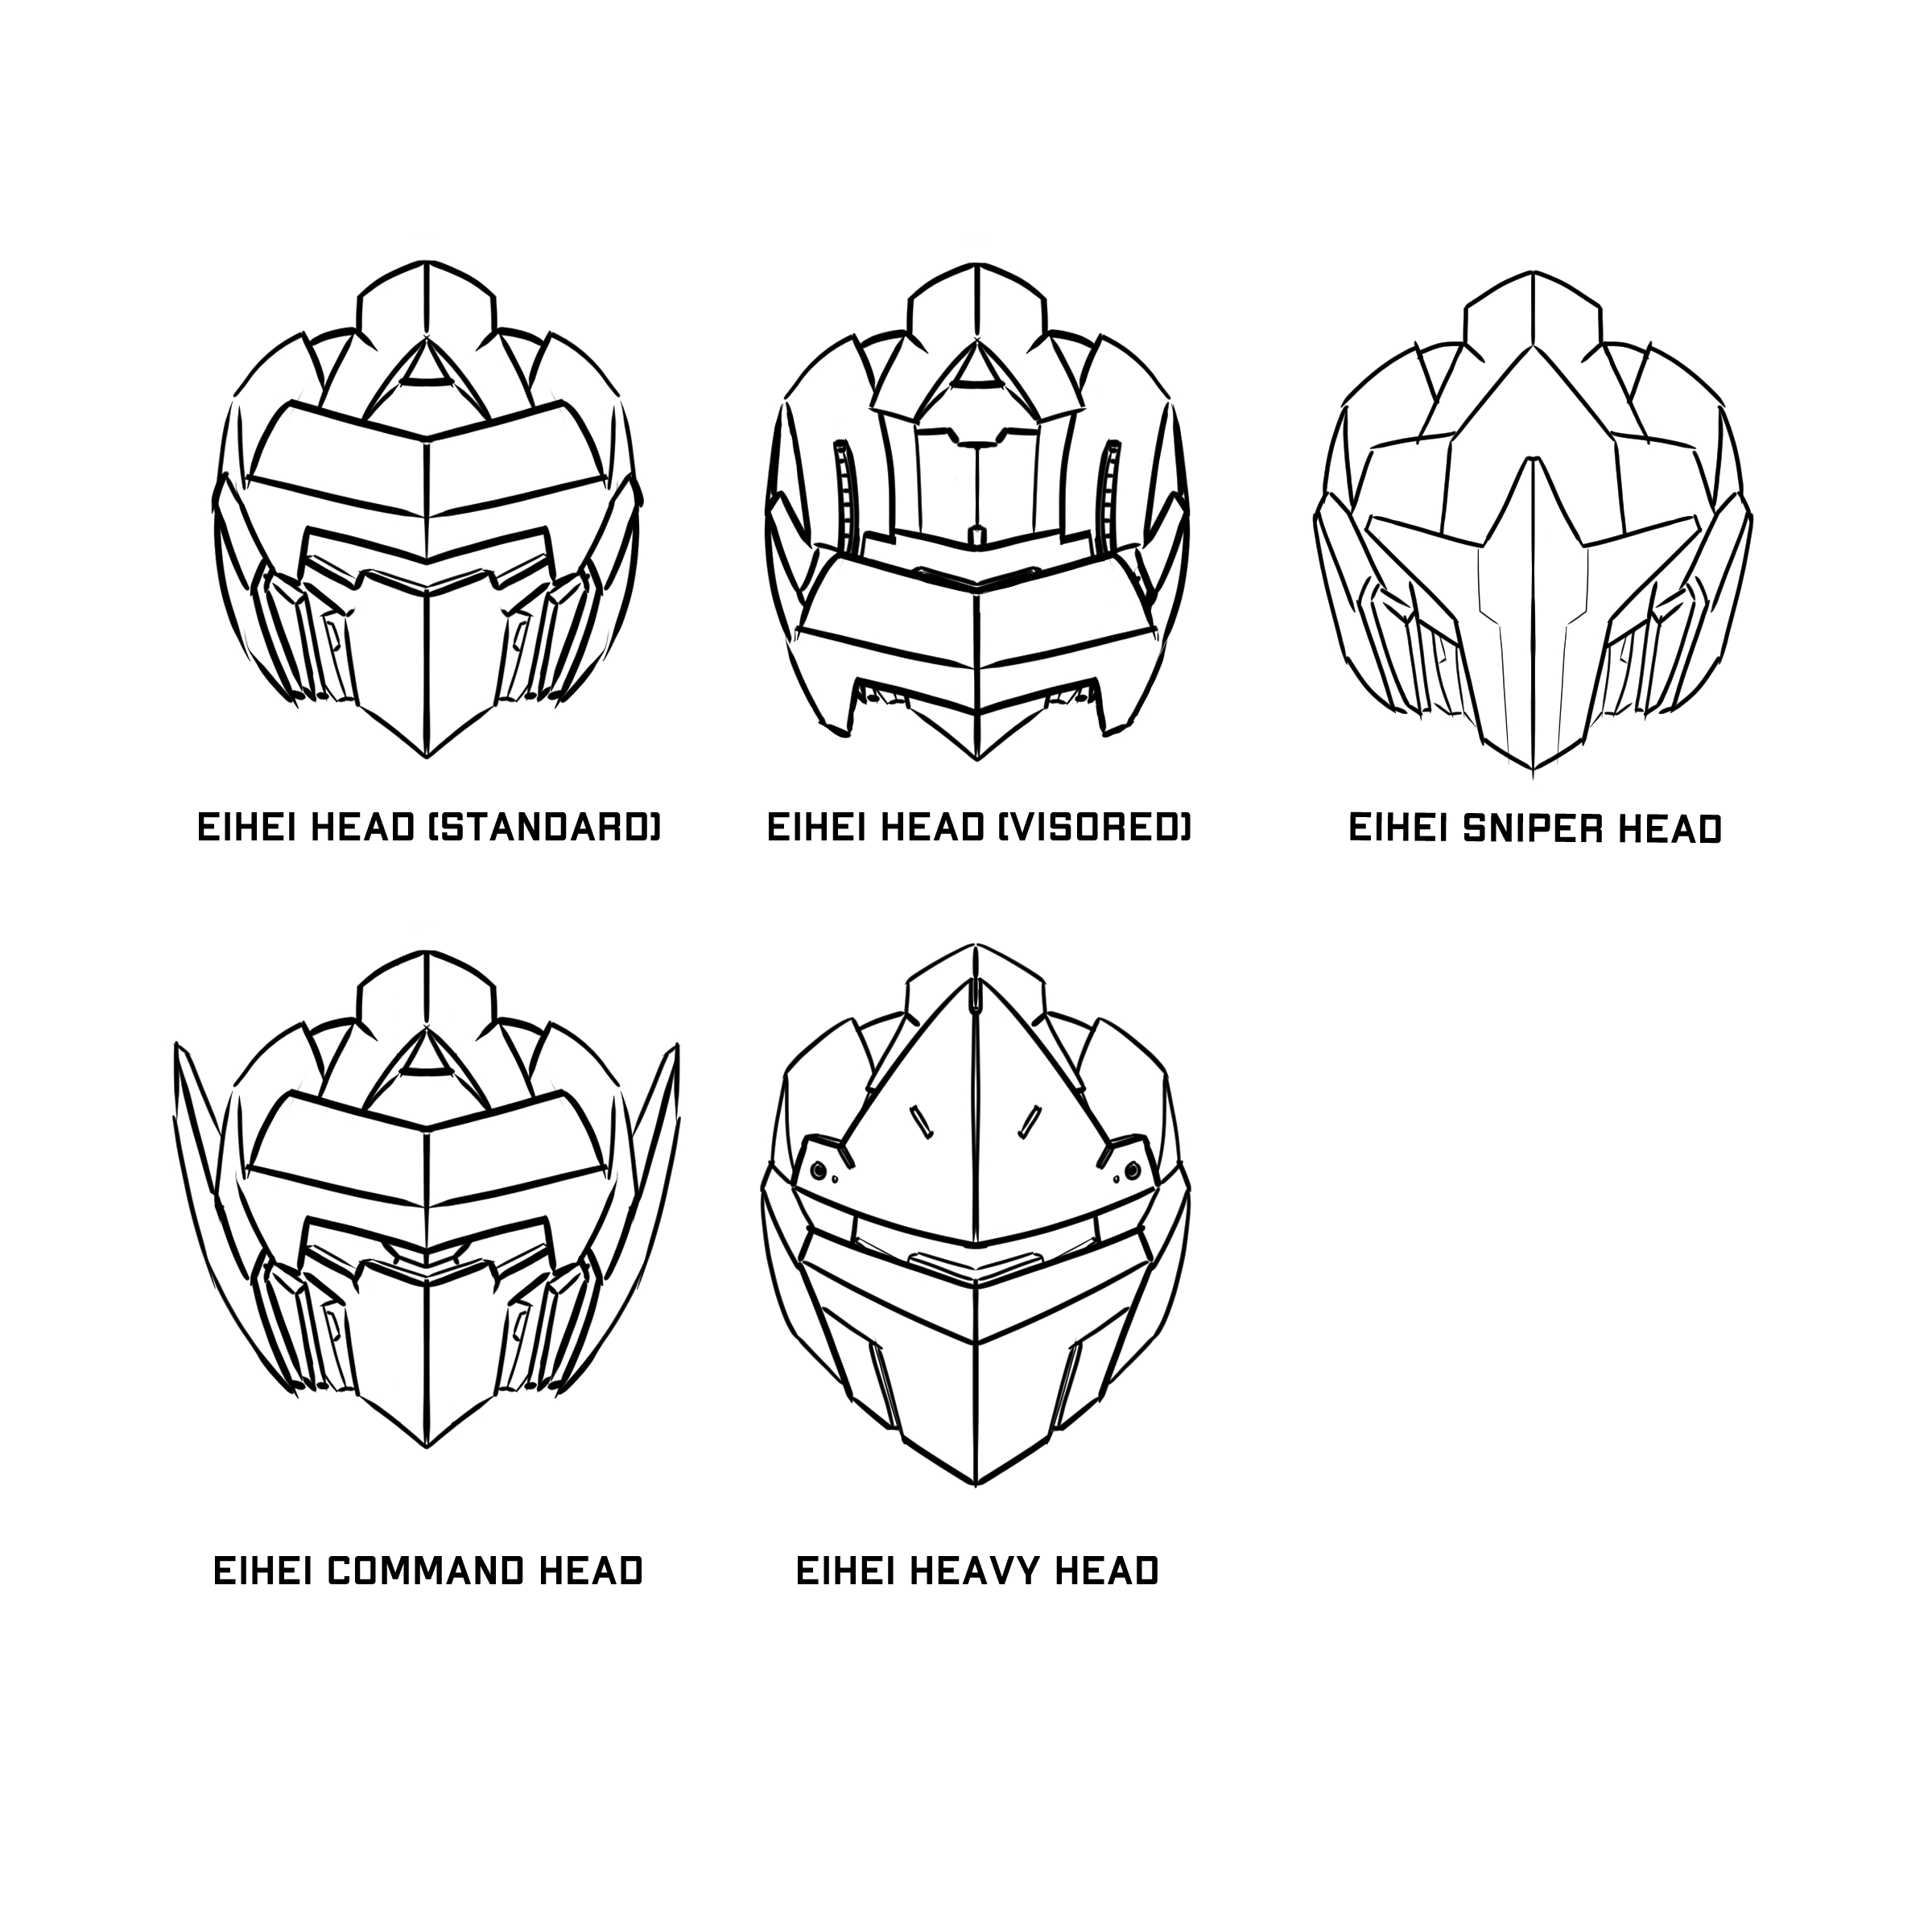 EIHEI HEAD (STANDARD)
EIHEI HEAD (VISORED)
EIHEI SNIPER HEAD
EIHEI COMMAND HEAD
EIHEI HEAVY HEAD